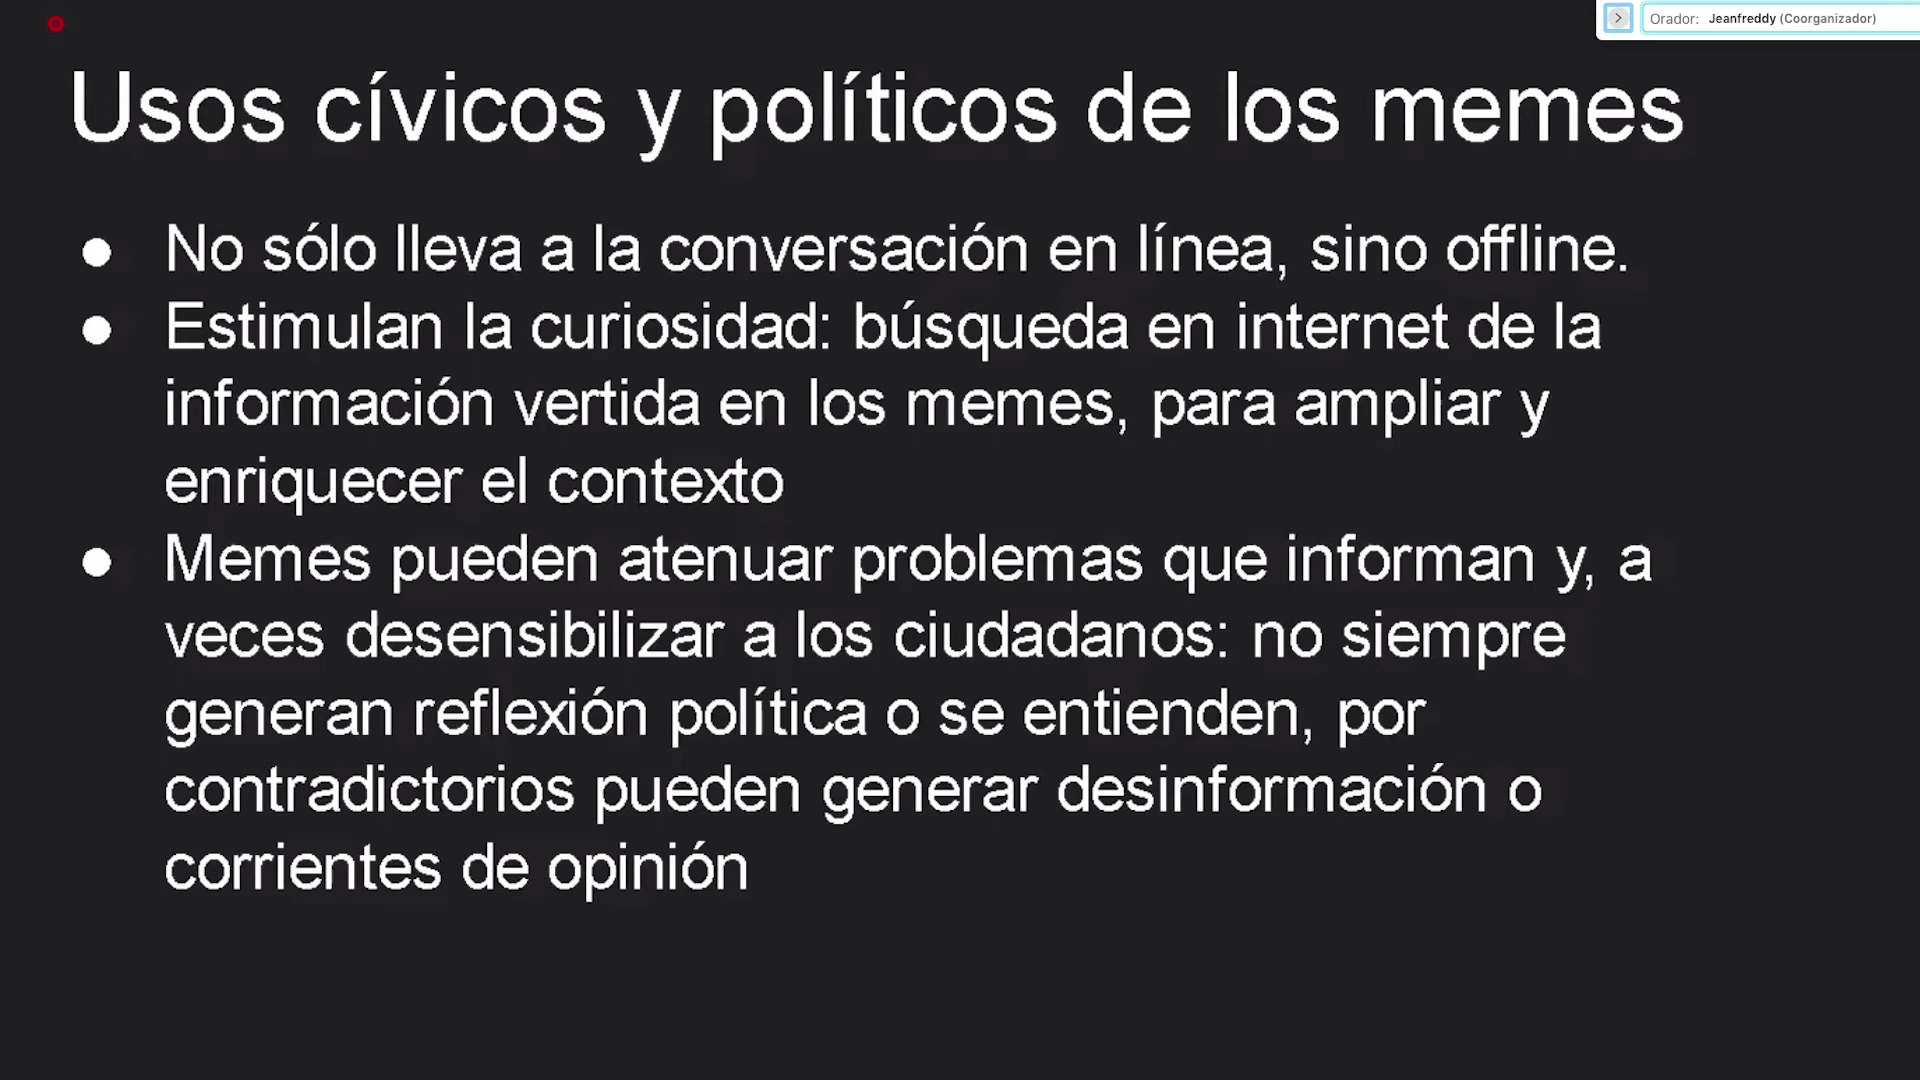 Orador: Jeanfreddy (Coorganizador)
Usos cívicos y políticos de los memes
● No sólo lleva a la conversación en línea, sino offline.
● Estimulan la curiosidad: búsqueda en internet de la
información vertida en los memes, para ampliar y
enriquecer el contexto
● Memes pueden atenuar problemas que informan y, a
veces desensibilizar a los ciudadanos: no siempre
generan reflexión política o se entienden, por
contradictorios pueden generar desinformación o
corrientes de opinión